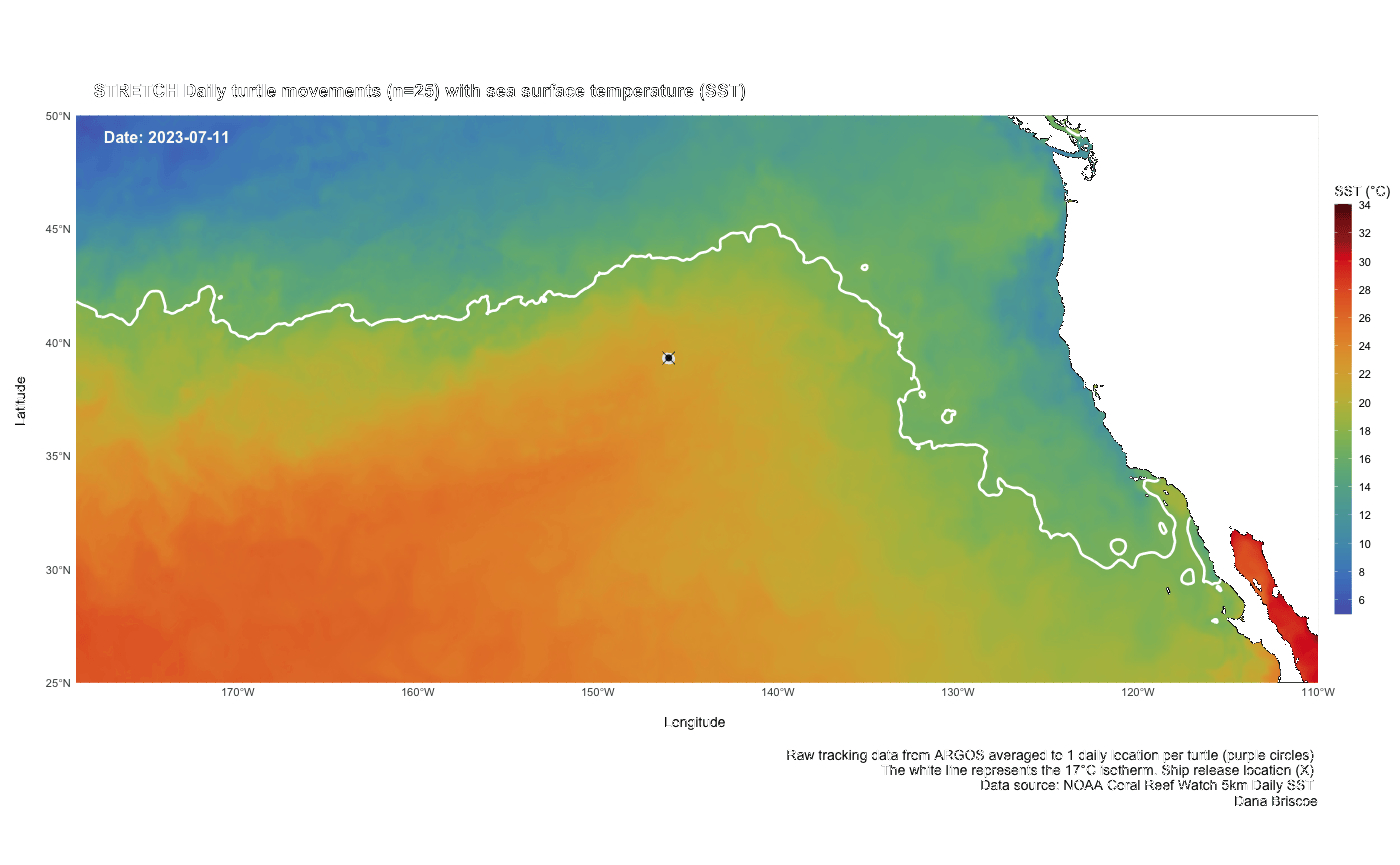 STRETCH Daily turtle movements (n=25) with sea surface temperature (SST)
50°N
Date: 2023-07-11
45°N
40°N
35°N
30°N
25°N
Latitude
170°W
160°W
150°W
140°W
130°W
120°W
110°W
Longitude
SST (°C)
34
32
30
28
26
24
22
20
18
16
14
12
10
8
6
Raw tracking data from ARGOS averaged to 1 daily location per turtle (purple circles)
The white line represents the 17°C isotherm. Ship release location (X)
Data source: NOAA Coral Reef Watch 5km Daily SST
Dana Briscoe